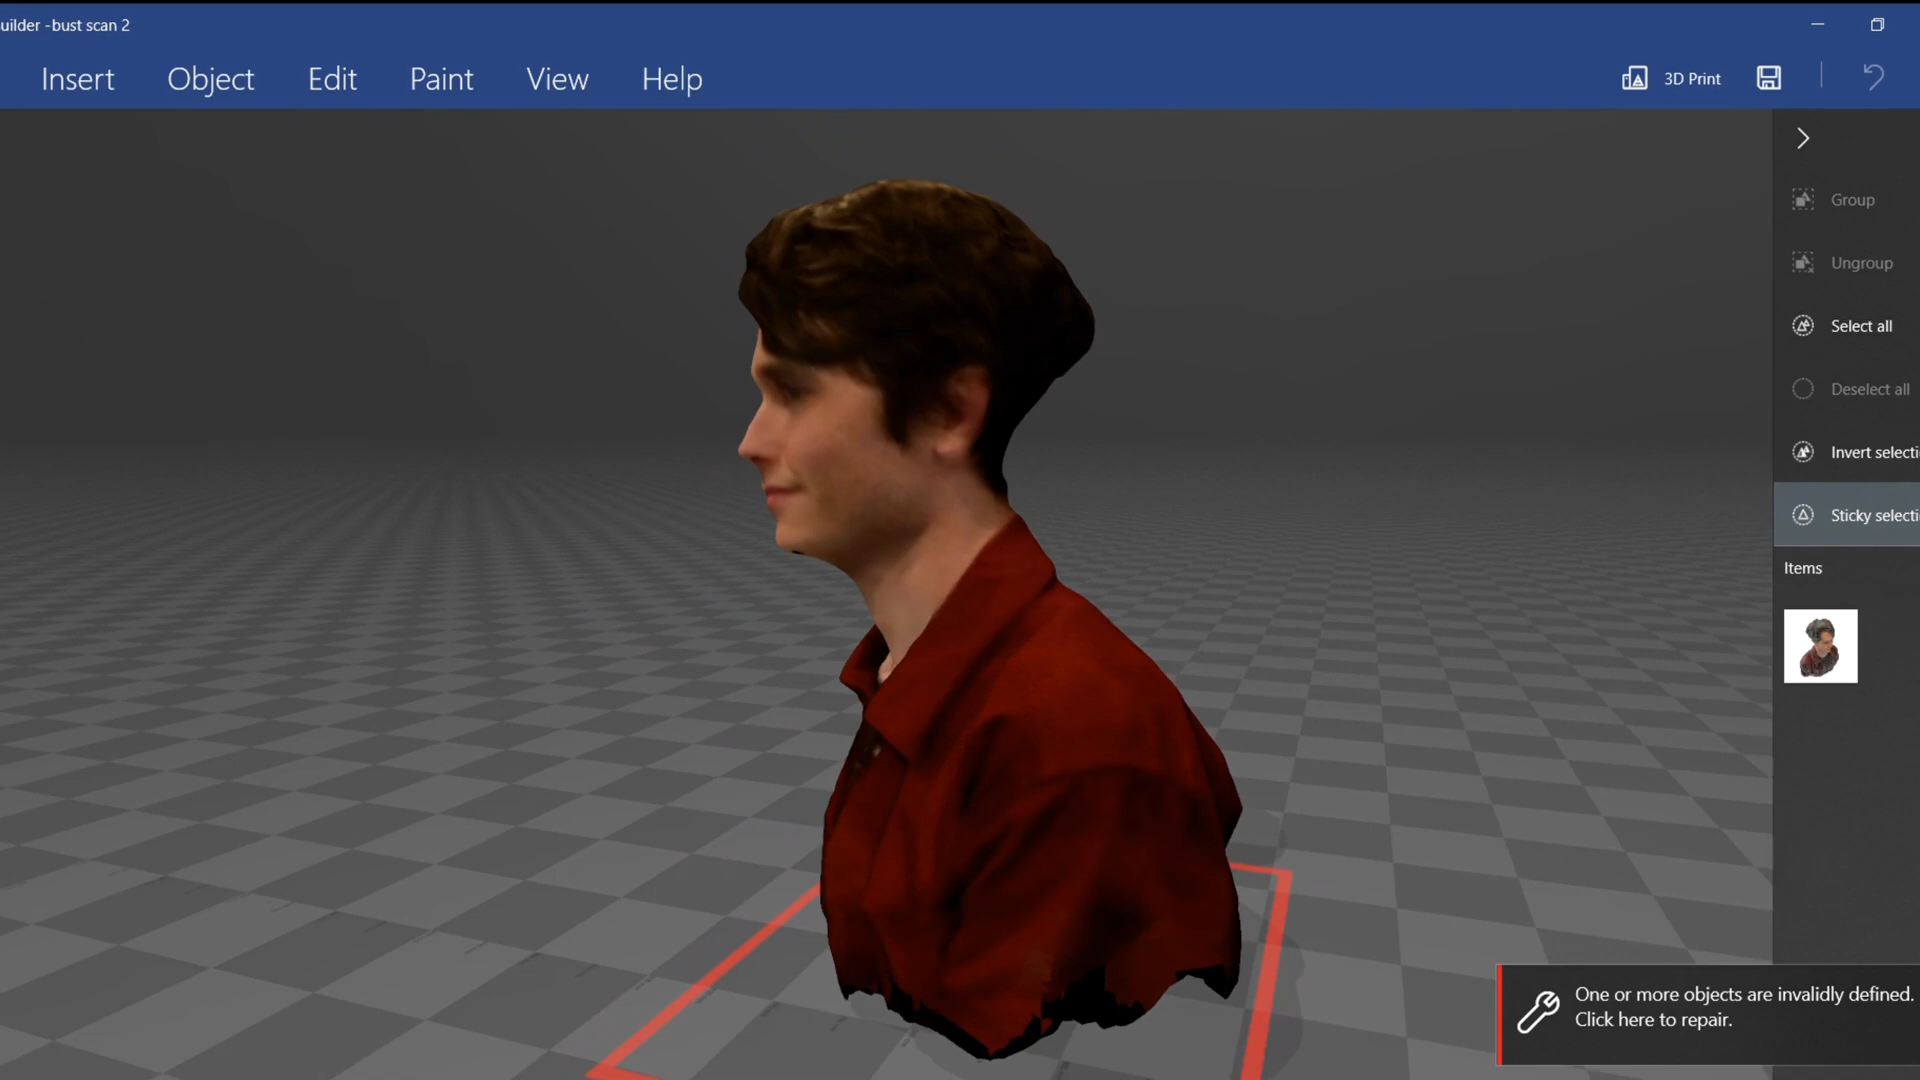 uilder -bust scan 2
Insert Object Edit Paint View Help
3D Print
Group
Ungroup
Select all
Deselect all
Invert selecti
Sticky selecti
Items
One or more objects are invalidly defined.
Click here to repair.